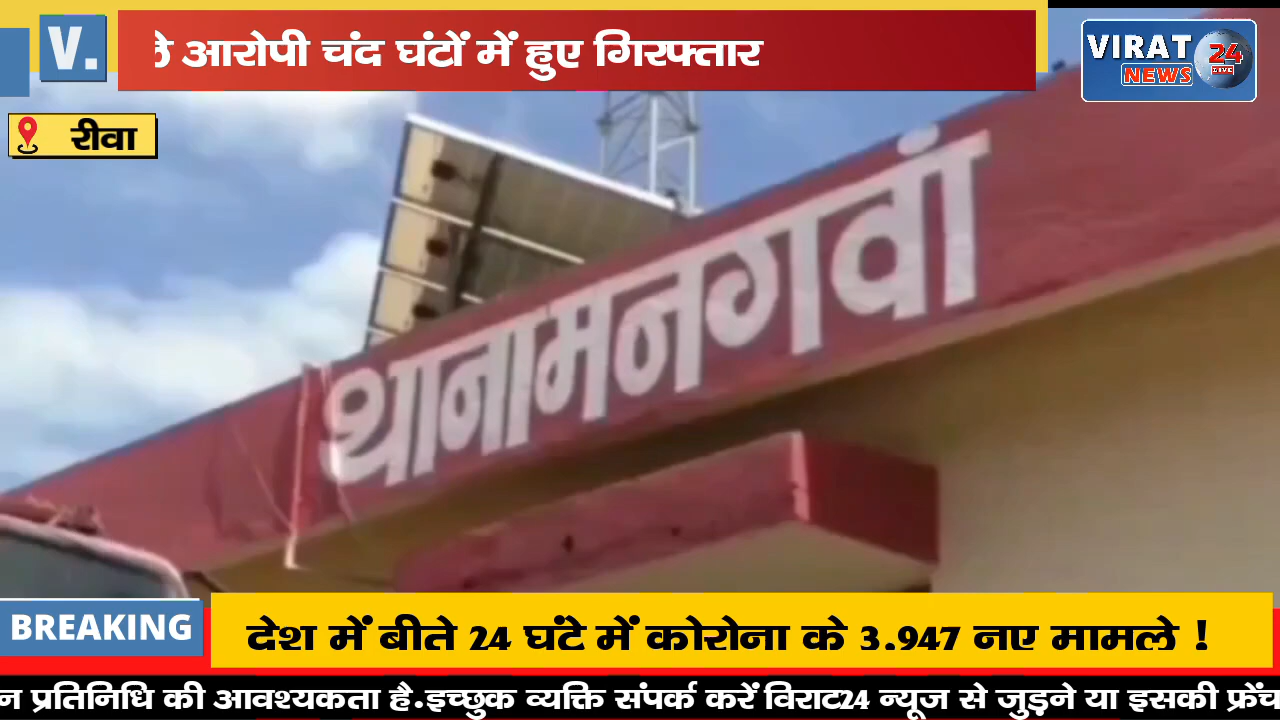 V.
आरोपी चंद घंटों में हुए गिरफ्तार
VIRAT 24
NEWS LIVE
रीवा
थानामनगवां
BREAKING
देश में बीते 24 घंटे में कोरोना के 3,947 नए मामले !
न प्रतिनिधि की आवश्यकता है.इच्छुक व्यक्ति संपर्क करें विराट24 न्यूज से जुड़ने या इसकी फ्रेंच